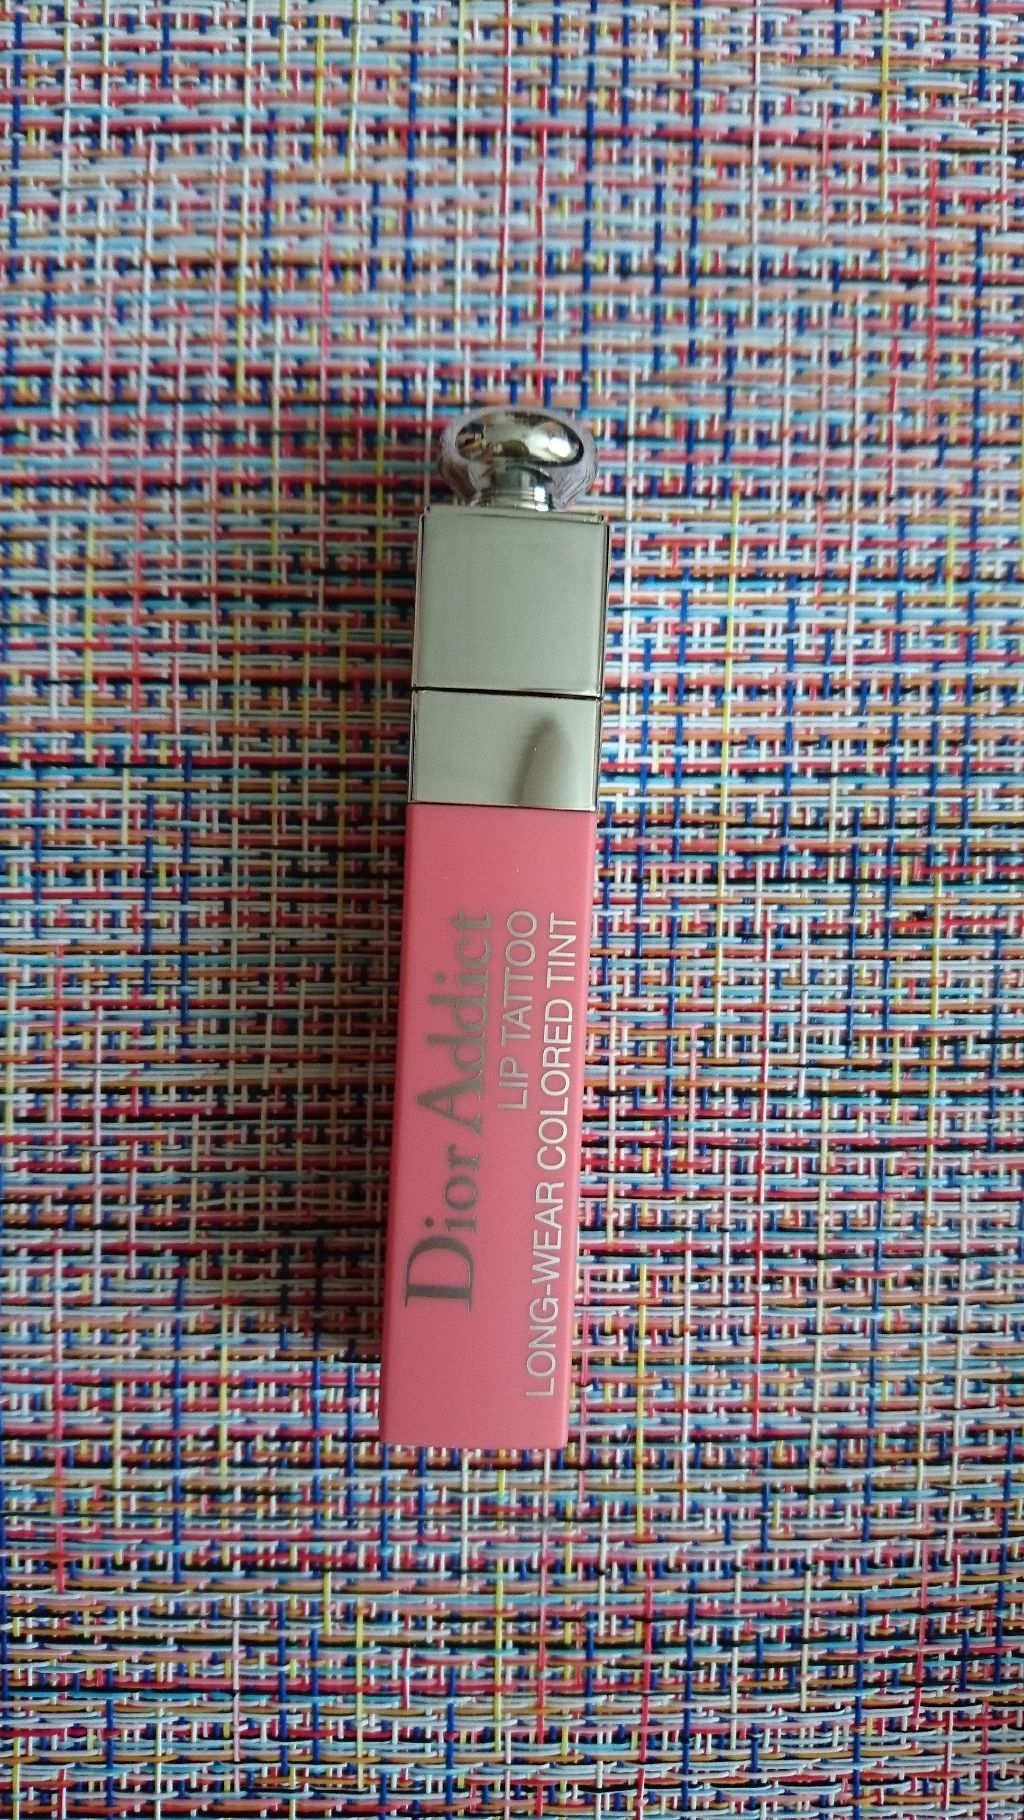 Dior Addict
LIP TATTOO
LONG-WEAR COLORED TINT